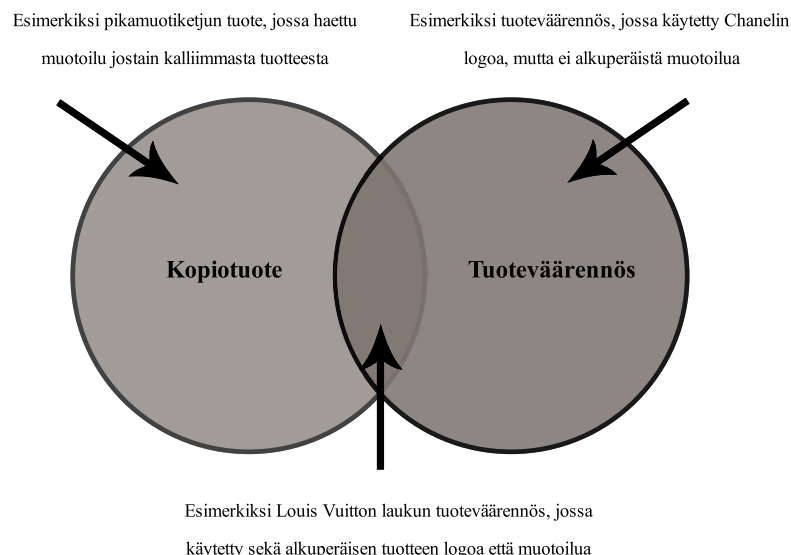 Esimerkiksi pikamuotiketjun tuote, jossa haettu
muotoilu jostain kalliimmasta tuotteesta
Esimerkiksi tuoteväärennös, jossa käytetty Chanelin
logoa, mutta ei alkuperäistä muotoilua
Kopiotuote
Tuoteväärennös
Esimerkiksi Louis Vuitton laukun tuoteväärennös, jossa
käytetty sekä alkuperäisen tuotteen logoa että muotoilua